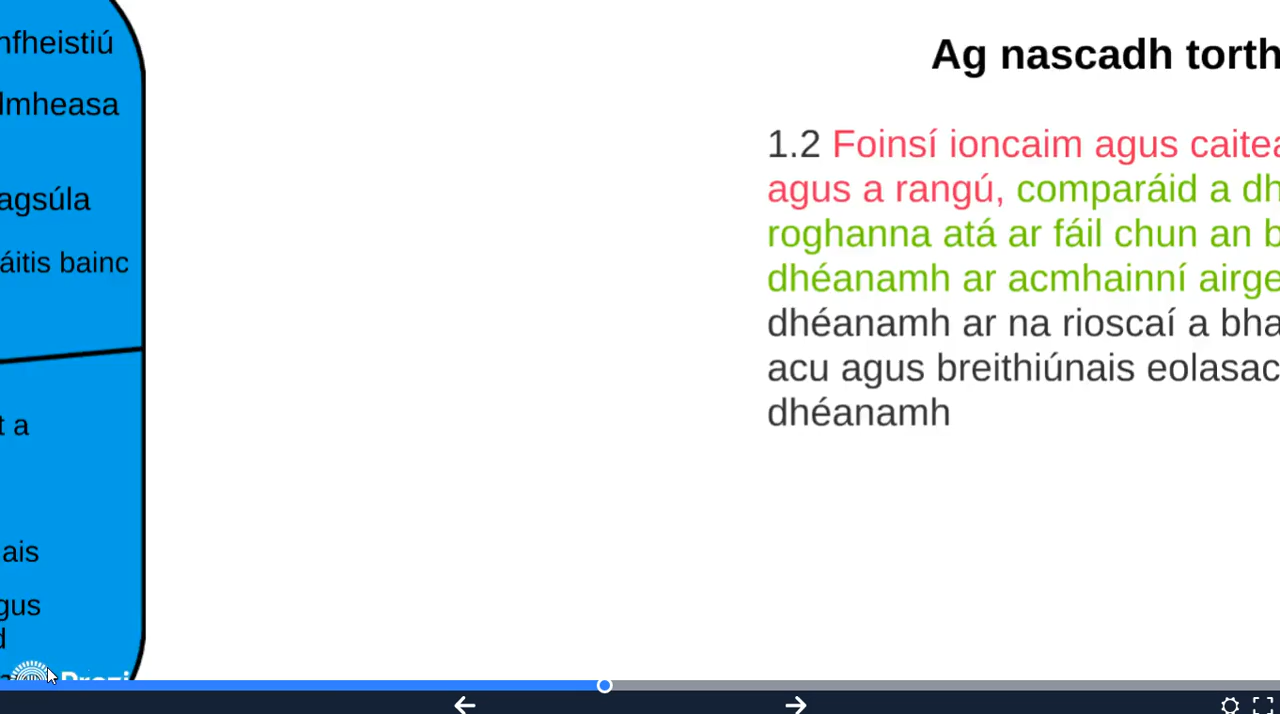 nfheistiú
lmheasa
agsúla
áitis bainc
t a
ais
gus
d
Prezi
Ag nascadh torth
1.2 Foinsí ioncaim agus caitea
agus a rangú, comparáid a dh
roghanna atá ar fáil chun an b
dhéanamh ar acmhainní airge
dhéanamh ar na rioscaí a bha
acu agus breithiúnais eolasac
dhéanamh